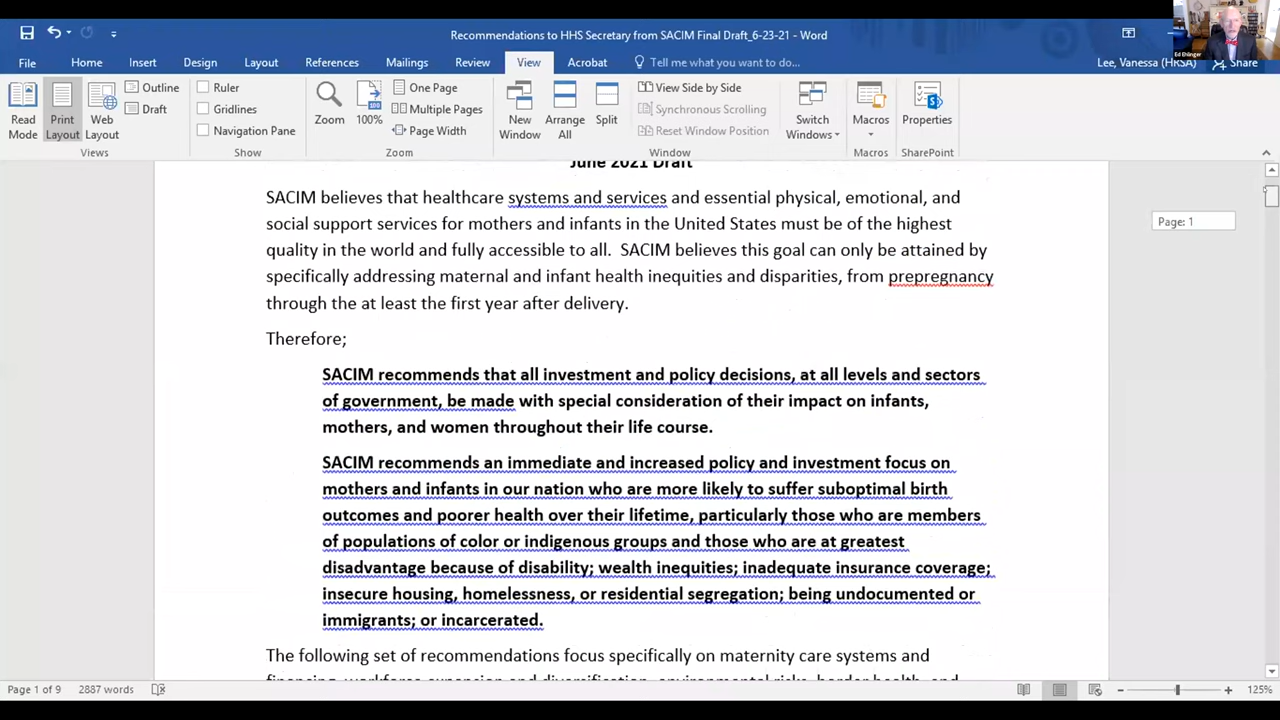 Recommendations to HHS Secretary from SACIM Final Draft_6-23-21 - Word
Ed Ehlinger
File Home Insert Design Layout References Mailings Review View Acrobat Tell me what you want to do... Lee, Vanessa (HRSA) Share
Read Mode
Print Layout
Web Layout
Outline
Draft
Views
Ruler
Gridlines
Navigation Pane
Show
Zoom
100%
One Page
Multiple Pages
Page Width
Zoom
New Window
Arrange All
Split
View Side by Side
Synchronous Scrolling
Reset Window Position
Switch Windows
Window
Macros
Macros
Properties
SharePoint
June 2021 Draft
SACIM believes that healthcare systems and services and essential physical, emotional, and
social support services for mothers and infants in the United States must be of the highest
quality in the world and fully accessible to all. SACIM believes this goal can only be attained by
specifically addressing maternal and infant health inequities and disparities, from prepregnancy
through the at least the first year after delivery.
Page: 1
Therefore;
SACIM recommends that all investment and policy decisions, at all levels and sectors
of government, be made with special consideration of their impact on infants,
mothers, and women throughout their life course.
SACIM recommends an immediate and increased policy and investment focus on
mothers and infants in our nation who are more likely to suffer suboptimal birth
outcomes and poorer health over their lifetime, particularly those who are members
of populations of color or indigenous groups and those who are at greatest
disadvantage because of disability; wealth inequities; inadequate insurance coverage;
insecure housing, homelessness, or residential segregation; being undocumented or
immigrants; or incarcerated.
The following set of recommendations focus specifically on maternity care systems and
financing, workforce expansion and diversification, environmental risks, border health, and
Page 1 of 9 2887 words 125%